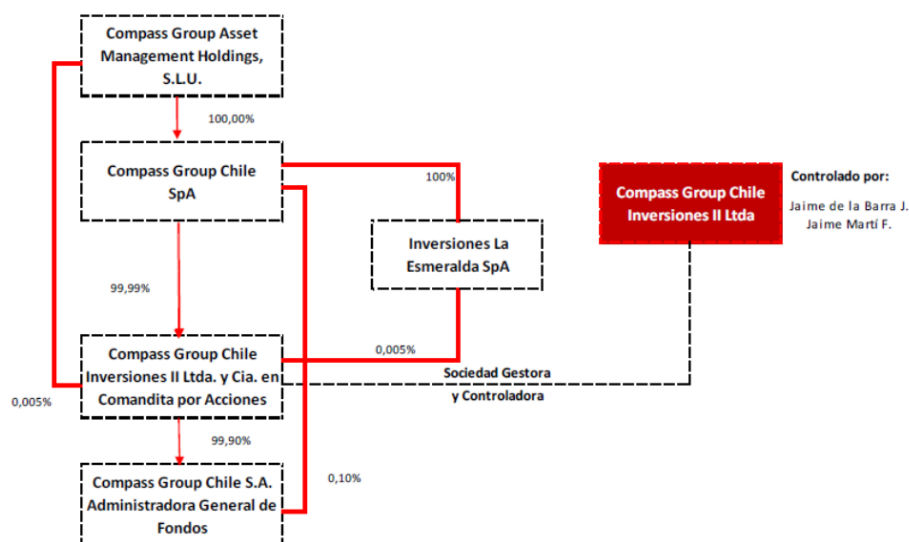 Compass Group Asset
Management Holdings,
S.L.U.
100,00%
Compass Group Chile
SpA
100%
Compass Group Chile
Inversiones II Ltda
Controlado por:
Jaime de la Barra J.
Jaime Martí F.
Inversiones La
Esmeralda SpA
99,99%
0,005%
Compass Group Chile
Inversiones II Ltda. y Cia. en
Comandita por Acciones
Sociedad Gestora
y Controladora
0,005%
99,90%
Compass Group Chile S.A.
Administradora General de
Fondos
0,10%